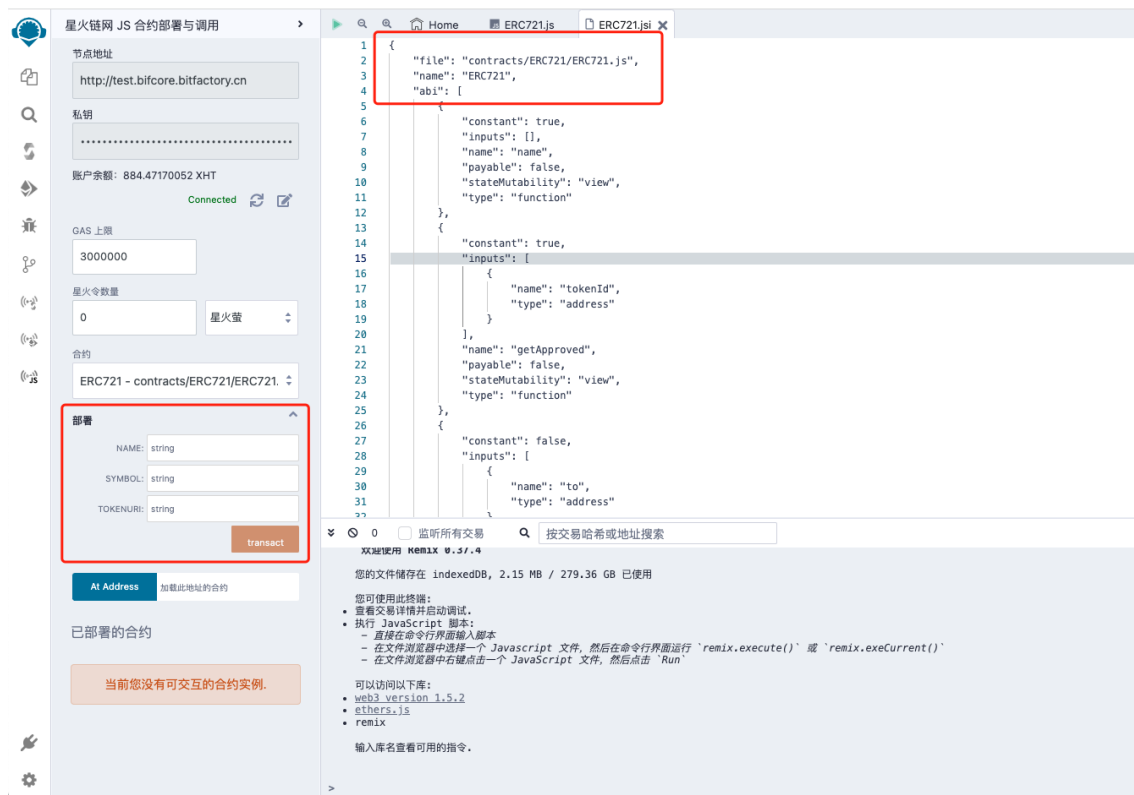 星火链网 JS 合约部署与调用
节点地址
http://test.bifcore.bitfactory.cn
私钥
账户余额: 884.47170052 XHT
Connected
GAS 上限
3000000
星火令数量
0 星火萤
合约
ERC721 - contracts/ERC721/ERC721.
部署
NAME: string
SYMBOL: string
TOKENURI: string
transact
At Address 加载此地址的合约
已部署的合约
当前您没有可交互的合约实例.
JS
Home ERC721.js ERC721.jsi
1 {
2 "file": "contracts/ERC721/ERC721.js",
3 "name": "ERC721",
4 "abi": [
5 {
6 "constant": true,
7 "inputs": [],
8 "name": "name",
9 "payable": false,
10 "stateMutability": "view",
11 "type": "function"
12 },
13 {
14 "constant": true,
15 "inputs": [
16 {
17 "name": "tokenId",
18 "type": "address"
19 }
20 ],
21 "name": "getApproved",
22 "payable": false,
23 "stateMutability": "view",
24 "type": "function"
25 },
26 {
27 "constant": false,
28 "inputs": [
29 {
30 "name": "to",
31 "type": "address"
32 }
0 监听所有交易 按交易哈希或地址搜索
欢迎使用 Remix 0.37.4
您的文件储存在 indexedDB, 2.15 MB / 279.36 GB 已使用
您可使用此终端:
• 查看交易详情并启动调试.
• 执行 JavaScript 脚本:
– 直接在命令行界面输入脚本
– 在文件浏览器中选择一个 Javascript 文件, 然后在命令行界面运行 `remix.execute()` 或 `remix.exeCurrent()`
– 在文件浏览器中右键点击一个 JavaScript 文件, 然后点击 `Run`
可以访问以下库:
• web3 version 1.5.2
• ethers.js
• remix
输入库名查看可用的指令.
>